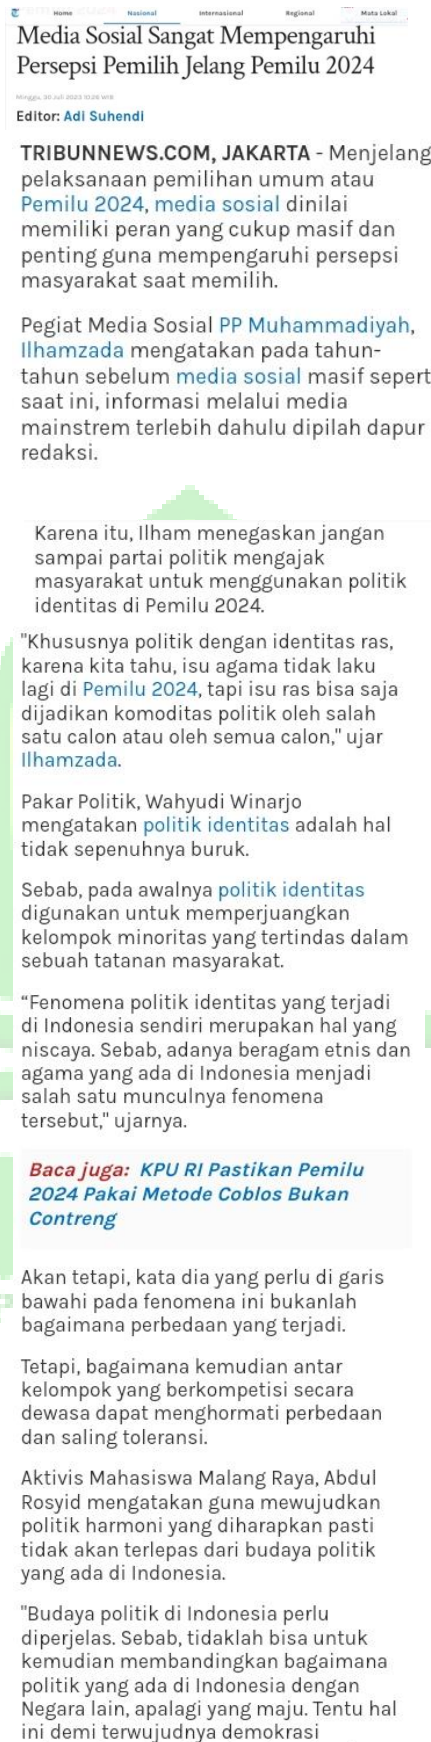 Home Nasional Internasional Regional Mata Lokal
Media Sosial Sangat Mempengaruhi
Persepsi Pemilih Jelang Pemilu 2024
Minggu, 30 Juli 2023 10:26 WIB
Editor: Adi Suhendi
TRIBUNNEWS.COM, JAKARTA - Menjelang
pelaksanaan pemilihan umum atau
Pemilu 2024, media sosial dinilai
memiliki peran yang cukup masif dan
penting guna mempengaruhi persepsi
masyarakat saat memilih.
Pegiat Media Sosial PP Muhammadiyah,
Ilhamzada mengatakan pada tahun-
tahun sebelum media sosial masif sepert
saat ini, informasi melalui media
mainstrem terlebih dahulu dipilah dapur
redaksi.
Karena itu, Ilham menegaskan jangan
sampai partai politik mengajak
masyarakat untuk menggunakan politik
identitas di Pemilu 2024.
"Khususnya politik dengan identitas ras,
karena kita tahu, isu agama tidak laku
lagi di Pemilu 2024, tapi isu ras bisa saja
dijadikan komoditas politik oleh salah
satu calon atau oleh semua calon," ujar
Ilhamzada.
Pakar Politik, Wahyudi Winarjo
mengatakan politik identitas adalah hal
tidak sepenuhnya buruk.
Sebab, pada awalnya politik identitas
digunakan untuk memperjuangkan
kelompok minoritas yang tertindas dalam
sebuah tatanan masyarakat.
“Fenomena politik identitas yang terjadi
di Indonesia sendiri merupakan hal yang
niscaya. Sebab, adanya beragam etnis dan
agama yang ada di Indonesia menjadi
salah satu munculnya fenomena
tersebut," ujarnya.
Baca juga: KPU RI Pastikan Pemilu
2024 Pakai Metode Coblos Bukan
Contreng
Akan tetapi, kata dia yang perlu di garis
bawahi pada fenomena ini bukanlah
bagaimana perbedaan yang terjadi.
Tetapi, bagaimana kemudian antar
kelompok yang berkompetisi secara
dewasa dapat menghormati perbedaan
dan saling toleransi.
Aktivis Mahasiswa Malang Raya, Abdul
Rosyid mengatakan guna mewujudkan
politik harmoni yang diharapkan pasti
tidak akan terlepas dari budaya politik
yang ada di Indonesia.
"Budaya politik di Indonesia perlu
diperjelas. Sebab, tidaklah bisa untuk
kemudian membandingkan bagaimana
politik yang ada di Indonesia dengan
Negara lain, apalagi yang maju. Tentu hal
ini demi terwujudnya demokrasi